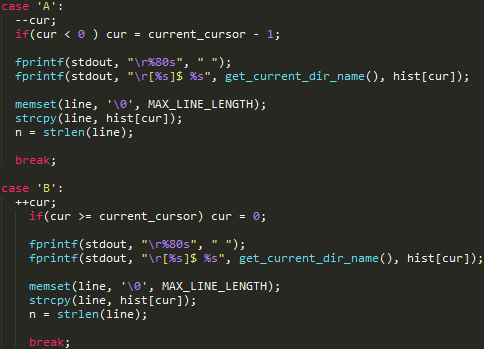 case 'A':
--cur;
if(cur < 0 ) cur = current_cursor - 1;
fprintf(stdout, "\r%80s", " ");
fprintf(stdout, "\r[%s]$ %s", get_current_dir_name(), hist[cur]);
memset(line, '\0', MAX_LINE_LENGTH);
strcpy(line, hist[cur]);
n = strlen(line);
break;
case 'B':
++cur;
if(cur >= current_cursor) cur = 0;
fprintf(stdout, "\r%80s", " ");
fprintf(stdout, "\r[%s]$ %s", get_current_dir_name(), hist[cur]);
memset(line, '\0', MAX_LINE_LENGTH);
strcpy(line, hist[cur]);
n = strlen(line);
break;